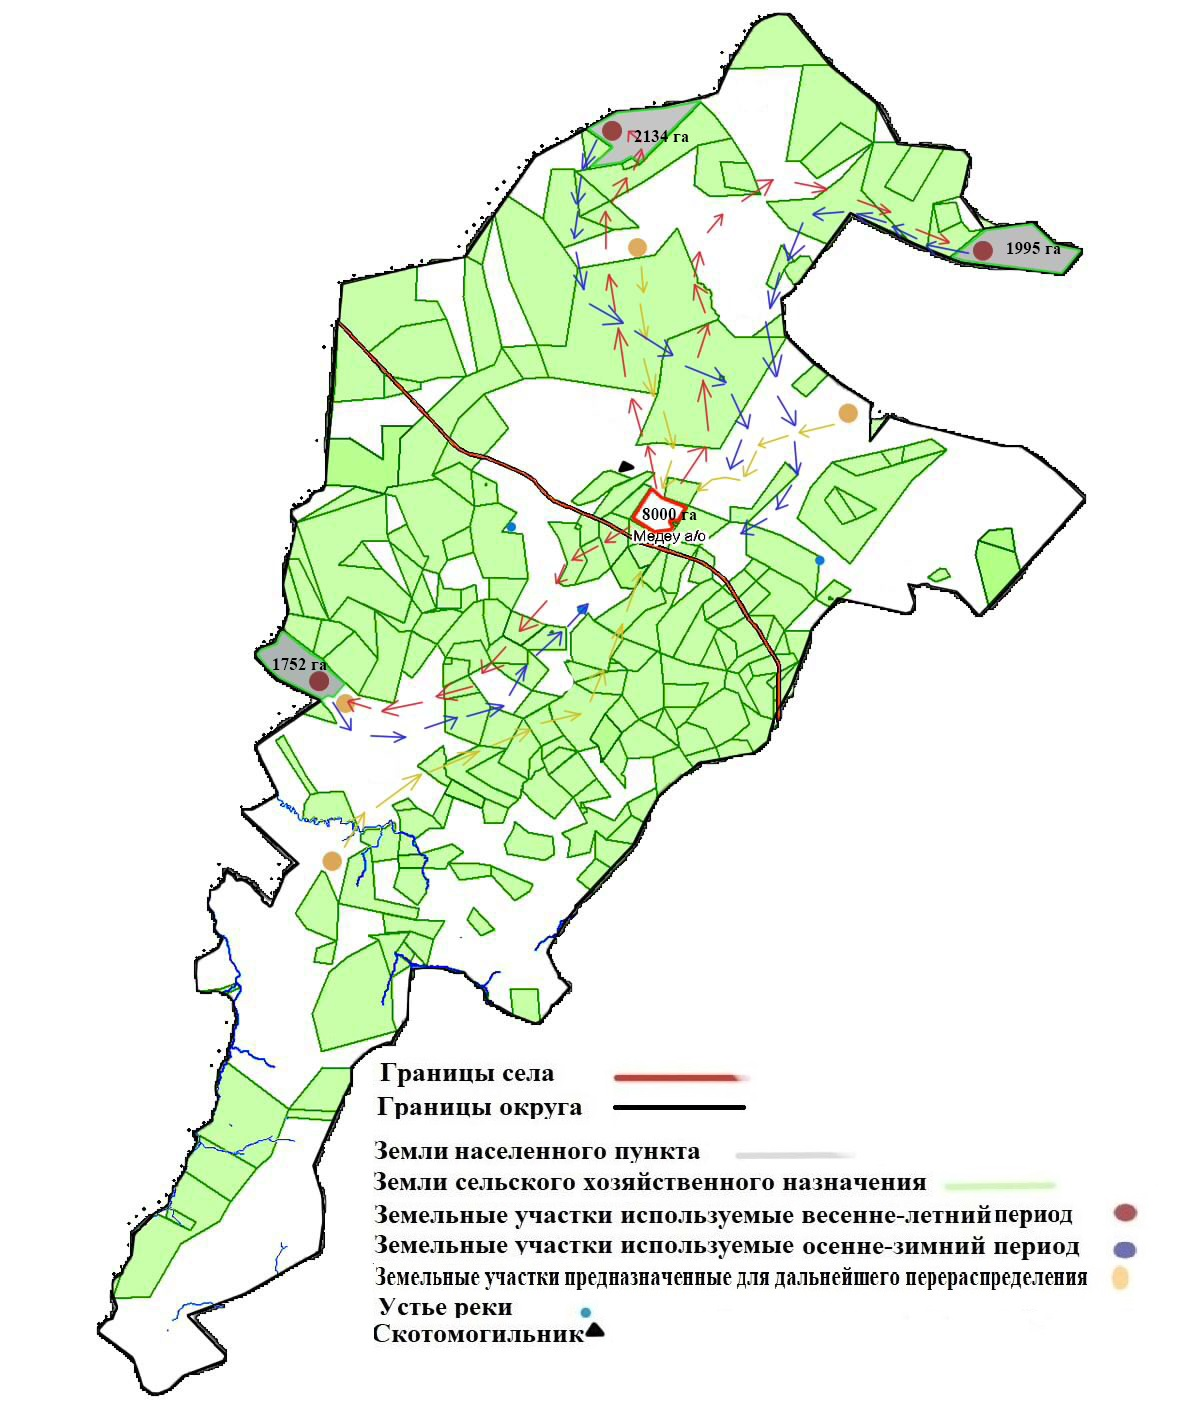 2134 га
1995 га
8000 га
Медеу а/о
1752 га
Границы села
Границы округа
Земли населенного пункта
Земли сельского хозяйственного назначения
Земельные участки используемые весенне-летний период
Земельные участки используемые осенне-зимний период
Земельные участки предназначенные для дальнейшего перераспределения
Устье реки
Скотомогильник